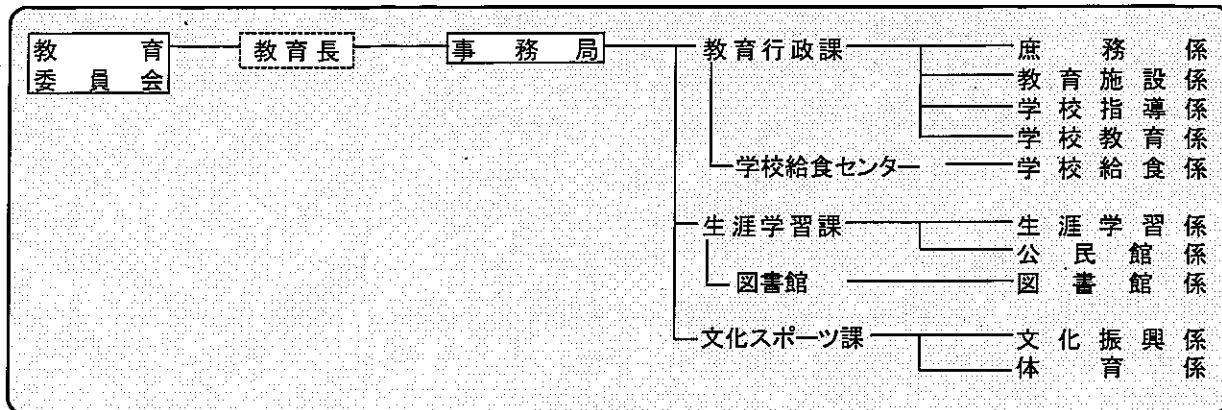 教育委員会 教育長 事務局 教育行政課 庶務係
教育施設係
学校指導係
学校教育係
学校給食センター 学校給食係
生涯学習課 生涯学習係
公民館係
図書館 図書館係
文化スポーツ課 文化振興係
体育係